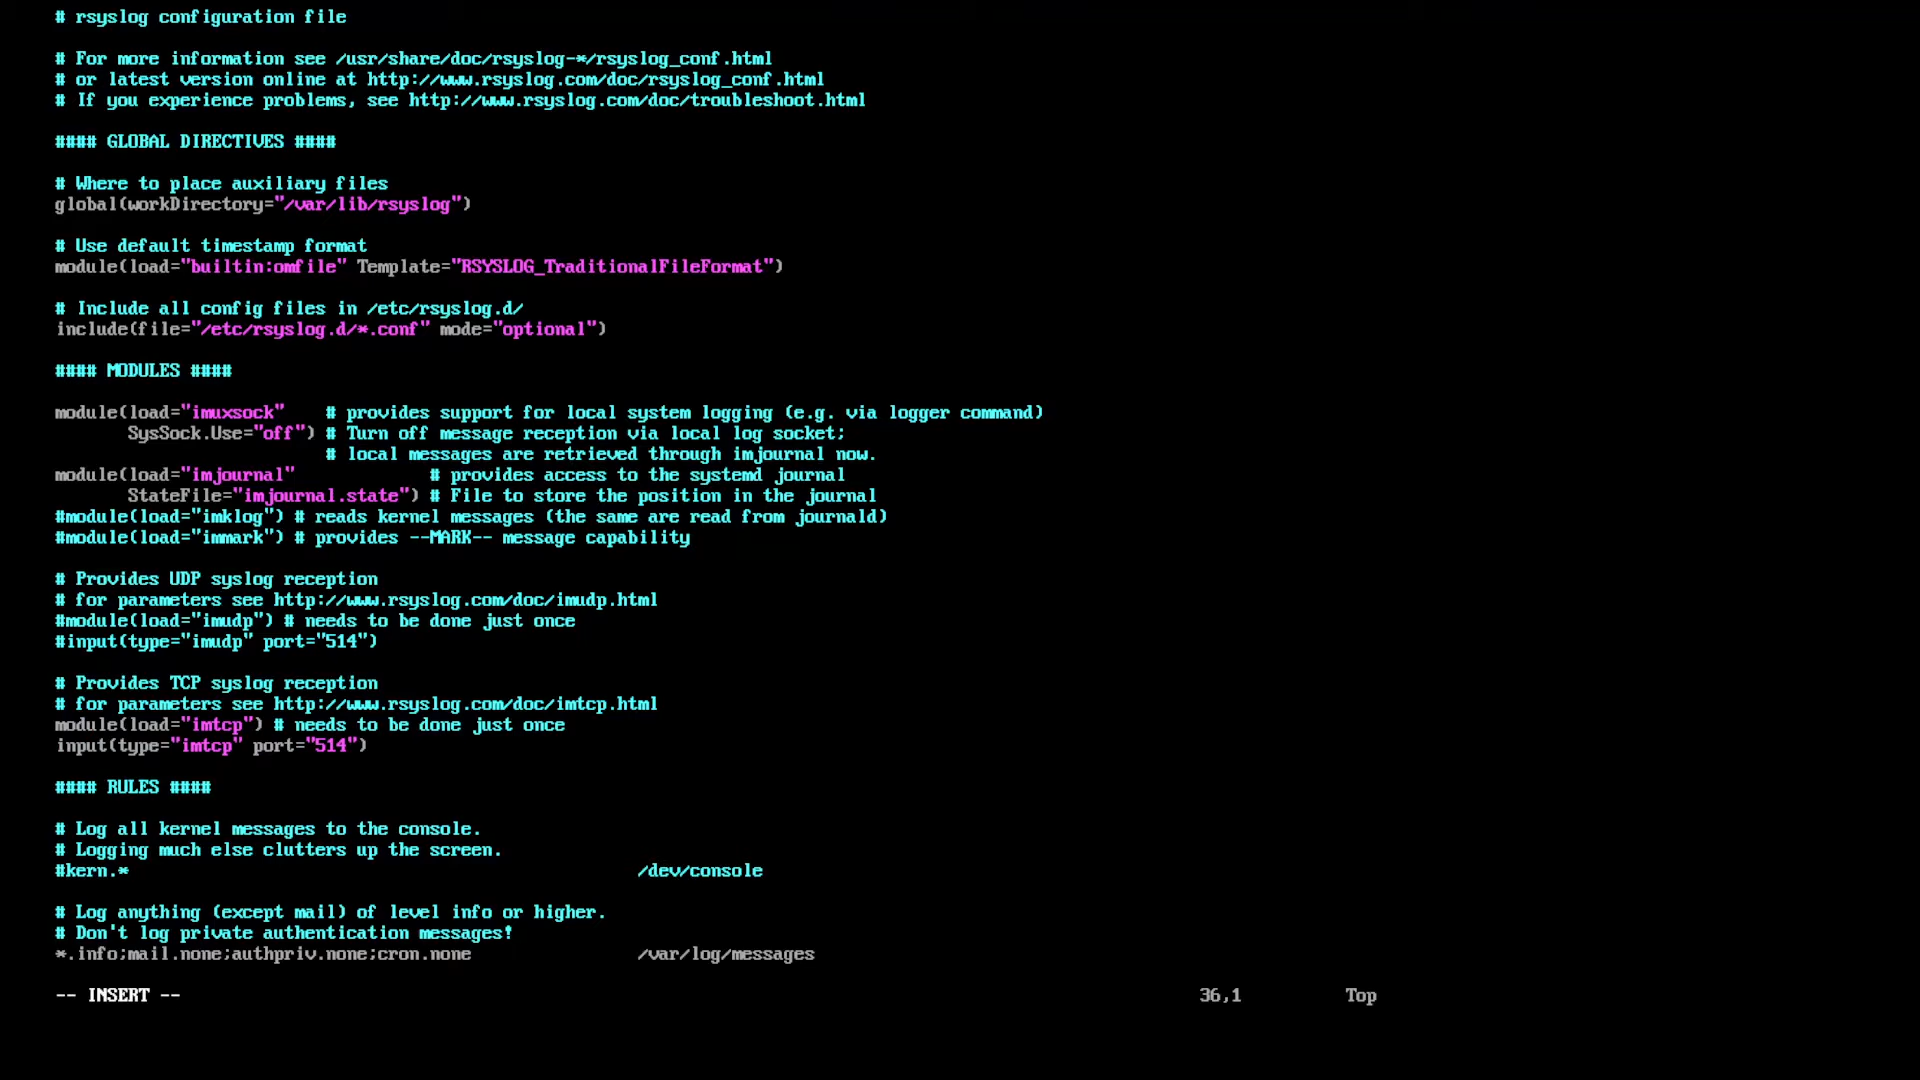 # rsyslog configuration file
# For more information see /usr/share/doc/rsyslog-*/rsyslog_conf.html
# or latest version online at http://www.rsyslog.com/doc/rsyslog_conf.html
# If you experience problems, see http://www.rsyslog.com/doc/troubleshoot.html
#### GLOBAL DIRECTIVES ####
# Where to place auxiliary files
global(workDirectory="/var/lib/rsyslog")
# Use default timestamp format
module(load="builtin:omfile" Template="RSYSLOG_TraditionalFileFormat")
# Include all config files in /etc/rsyslog.d/
include(file="/etc/rsyslog.d/*.conf" mode="optional")
#### MODULES ####
module(load="imuxsock"    # provides support for local system logging (e.g. via logger command)
       SysSock.Use="off") # Turn off message reception via local log socket;
                          # local messages are retrieved through imjournal now.
module(load="imjournal"             # provides access to the systemd journal
       StateFile="imjournal.state") # File to store the position in the journal
#module(load="imklog") # reads kernel messages (the same are read from journald)
#module(load="immark") # provides --MARK-- message capability
# Provides UDP syslog reception
# for parameters see http://www.rsyslog.com/doc/imudp.html
#module(load="imudp") # needs to be done just once
#input(type="imudp" port="514")
# Provides TCP syslog reception
# for parameters see http://www.rsyslog.com/doc/imtcp.html
module(load="imtcp") # needs to be done just once
input(type="imtcp" port="514")
#### RULES ####
# Log all kernel messages to the console.
# Logging much else clutters up the screen.
#kern.*                                                 /dev/console
# Log anything (except mail) of level info or higher.
# Don't log private authentication messages!
*.info;mail.none;authpriv.none;cron.none                /var/log/messages
-- INSERT --                                            36,1          Top